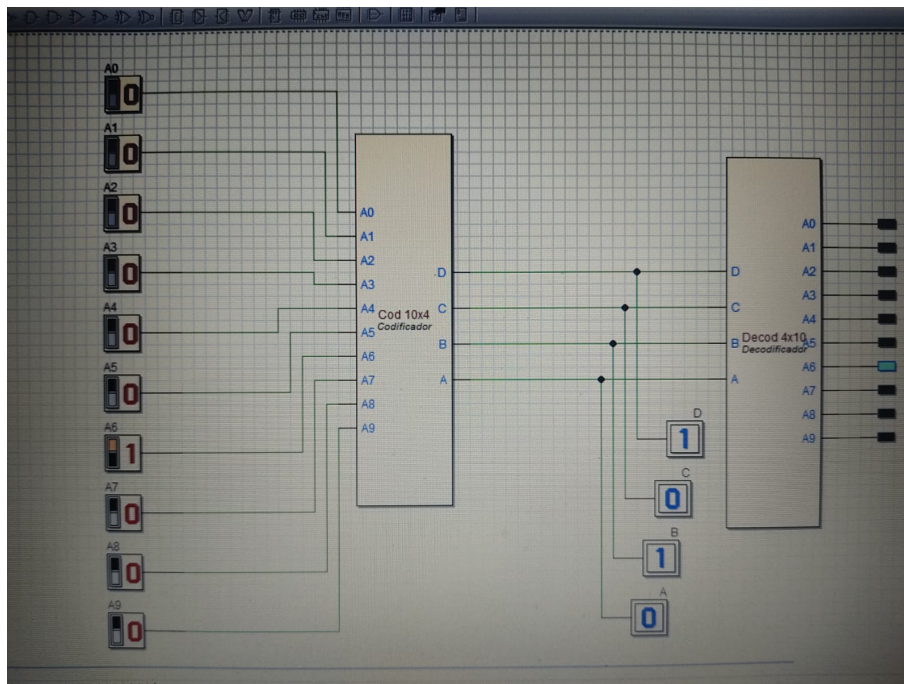 A0
0
A1
0
A2
0
A3
0
A4
0
A5
0
A6
1
A7
0
A8
0
A9
0
A0
A1
A2
A3
A4
A5
A6
A7
A8
A9
D
C
B
A
Cod 10x4
Codificador
D
C
B
A
Decod 4x10
Decodificador
A0
A1
A2
A3
A4
A5
A6
A7
A8
A9
D
1
C
0
B
1
A
0